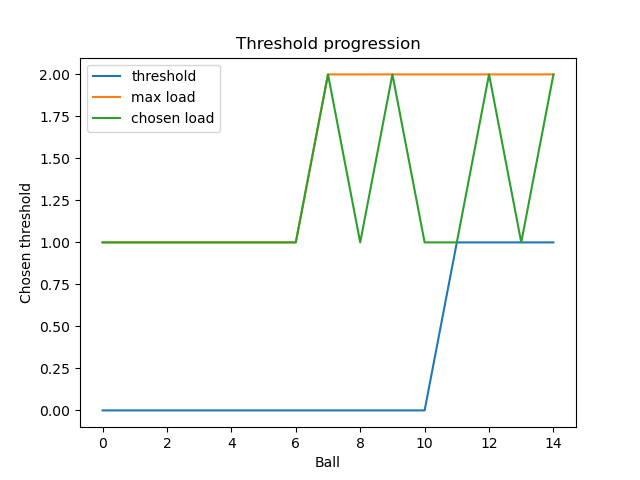 Threshold progression
threshold
max load
chosen load
2.00
1.75
1.50
1.25
1.00
0.75
0.50
0.25
0.00
Chosen threshold
0 2 4 6 8 10 12 14
Ball